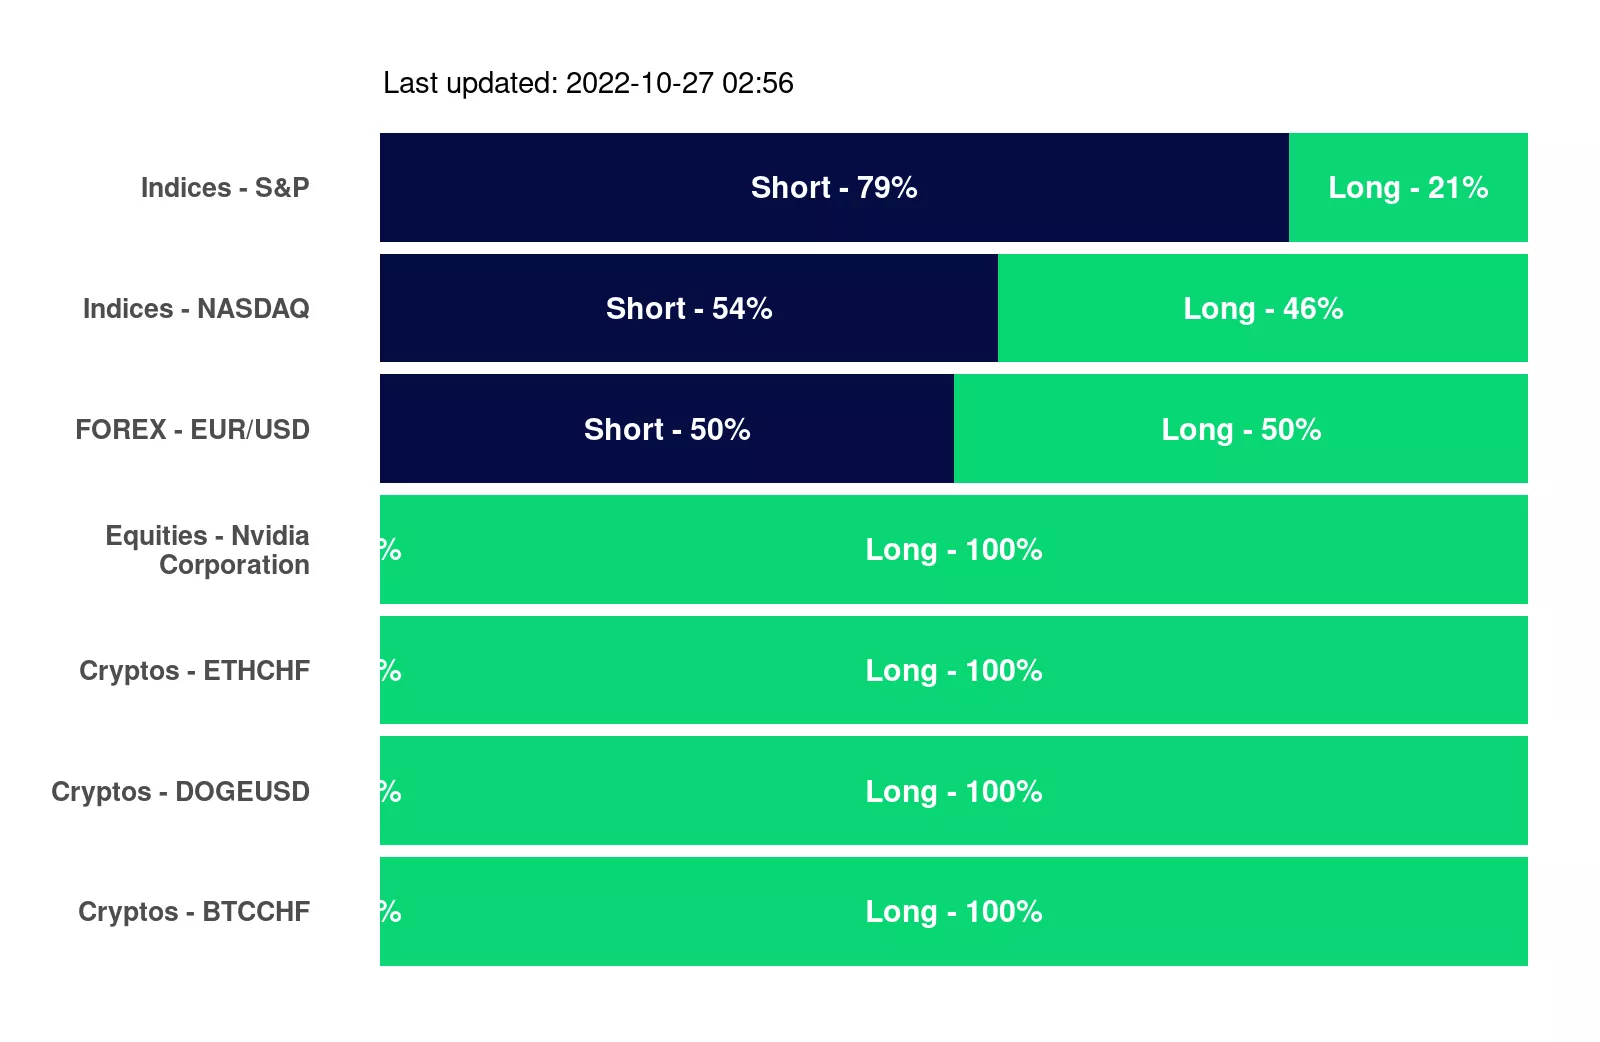 Last updated: 2022-10-27 02:56
Indices - S&P
Short - 79%
Long - 21%
Indices - NASDAQ
Short - 54%
Long - 46%
FOREX - EUR/USD
Short - 50%
Long - 50%
Equities - Nvidia
Corporation
%
Long - 100%
Cryptos - ETHCHF
%
Long - 100%
Cryptos - DOGEUSD
%
Long - 100%
Cryptos - BTCCHF
%
Long - 100%